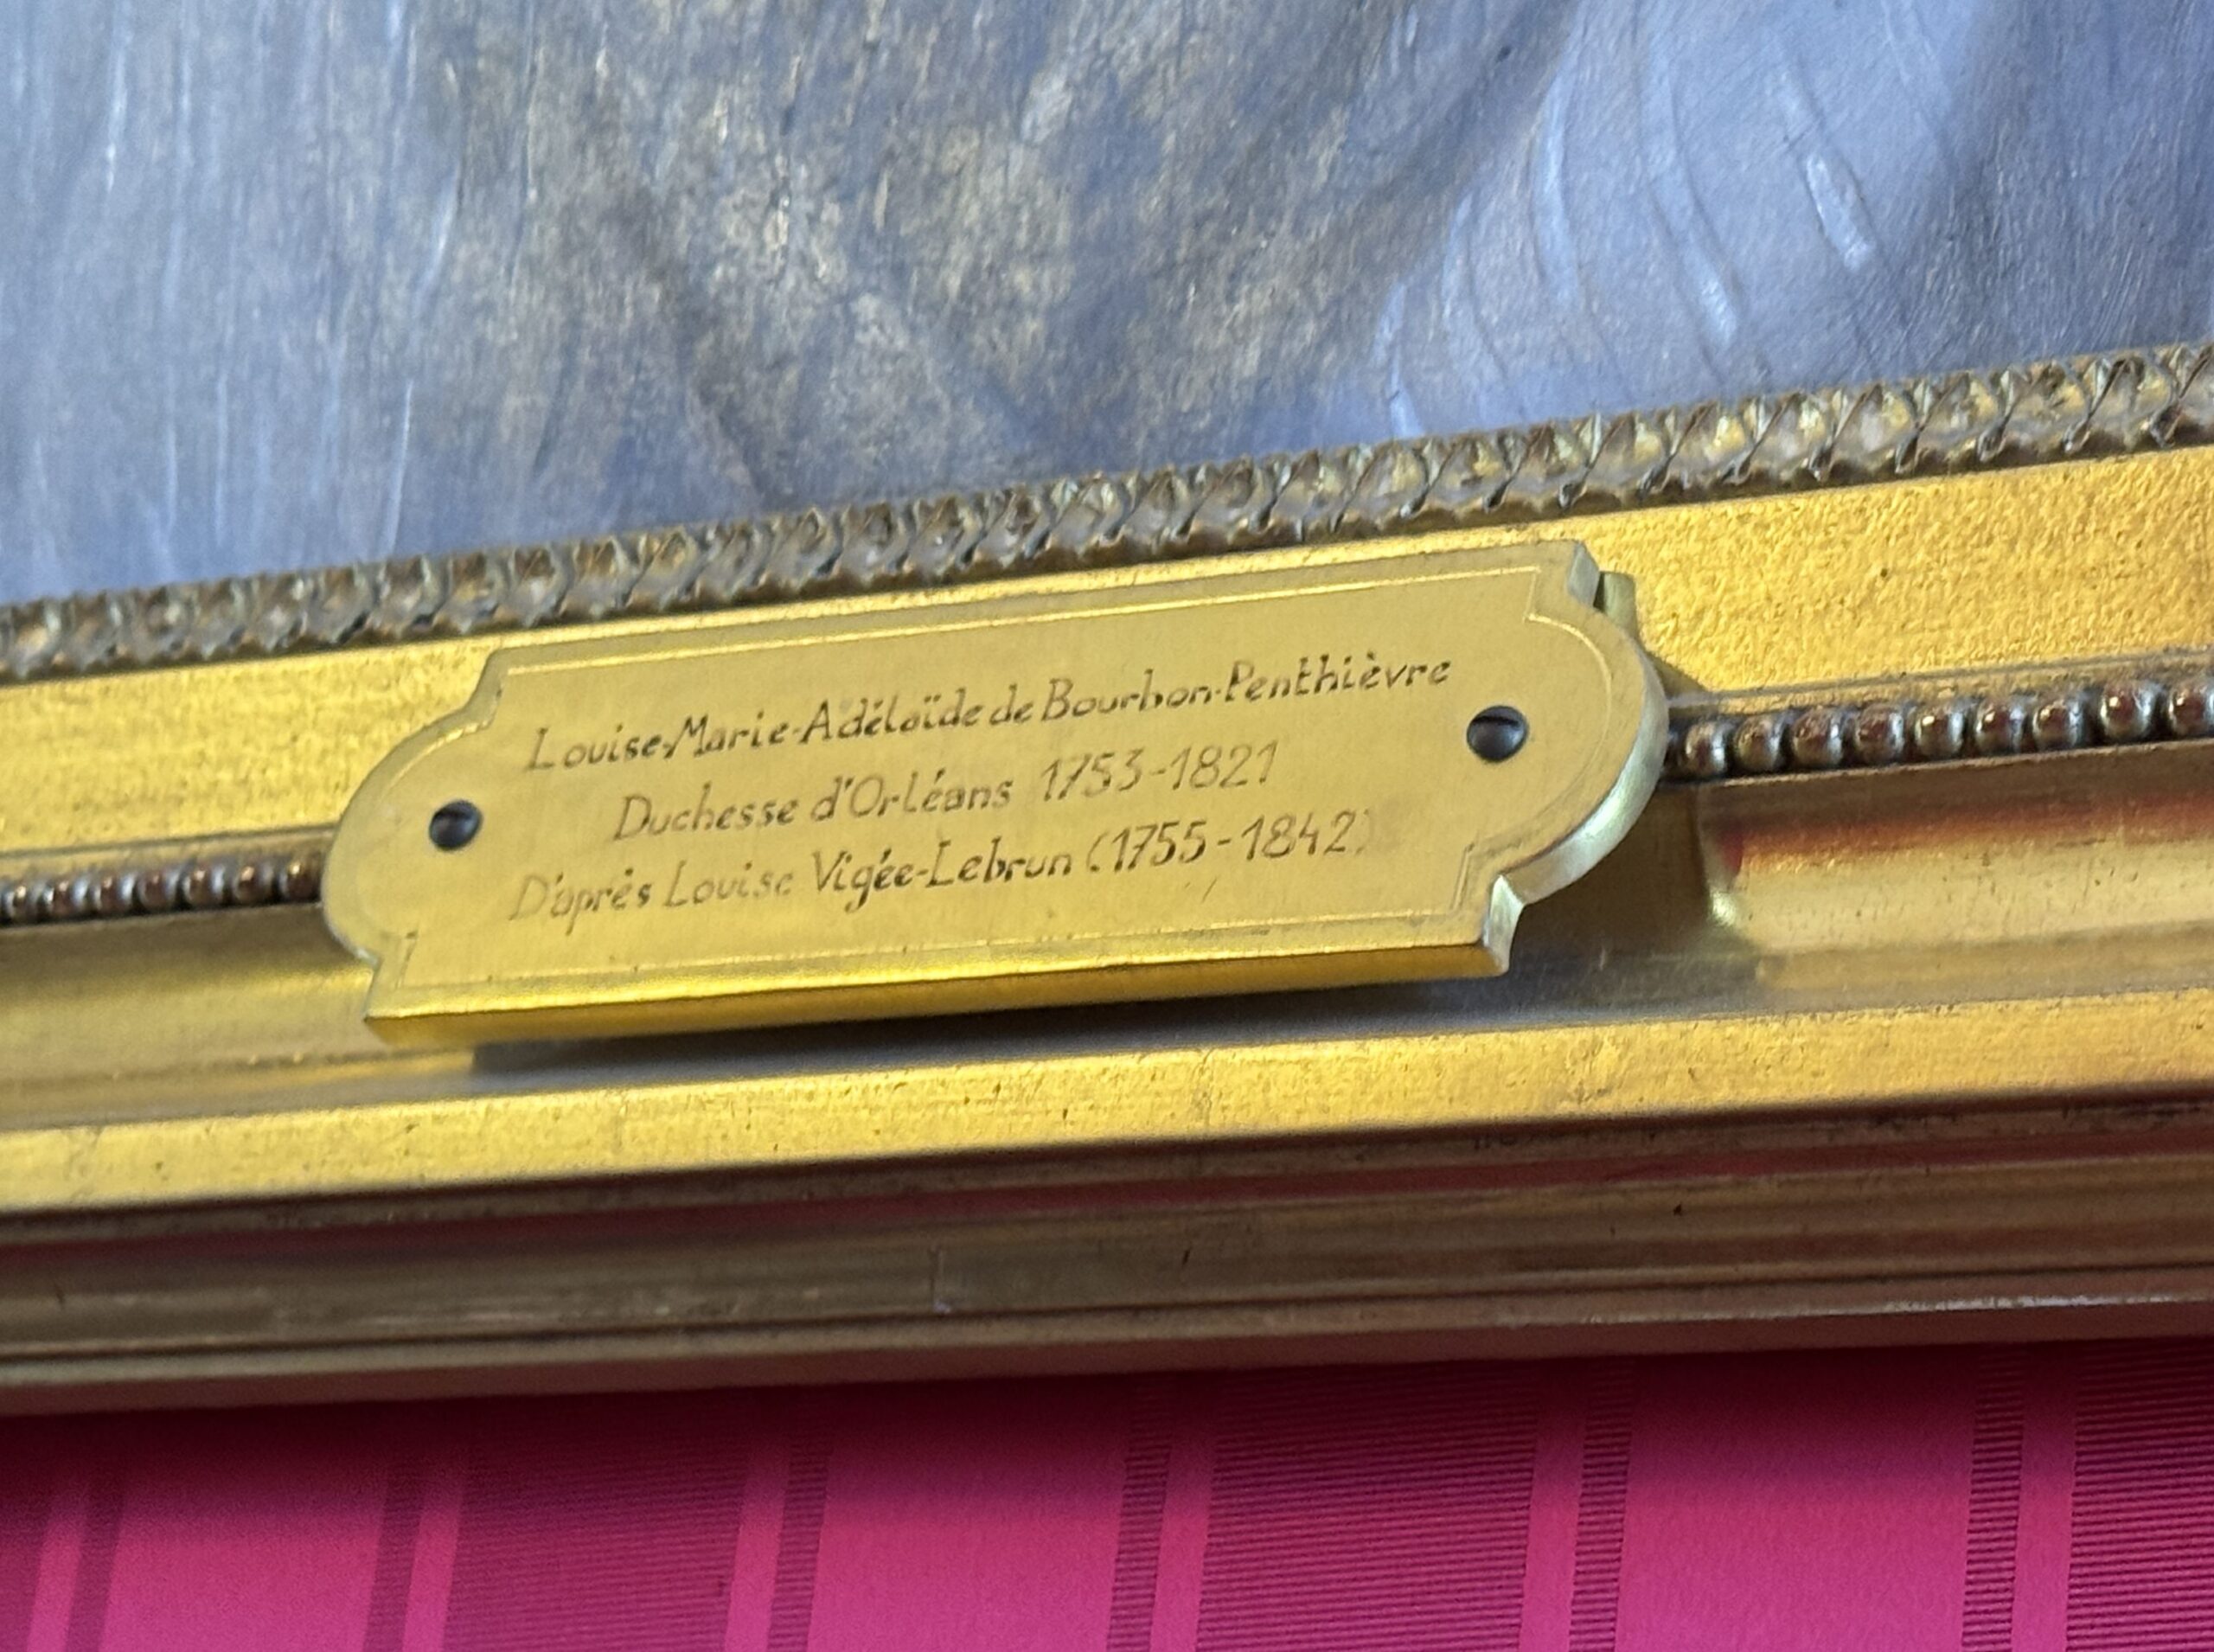 Louise-Marie-Adélaïde de Bourbon-Penthièvre
Duchesse d'Orléans 1753-1821
D'après Louise Vigée-Lebrun (1755-1842)